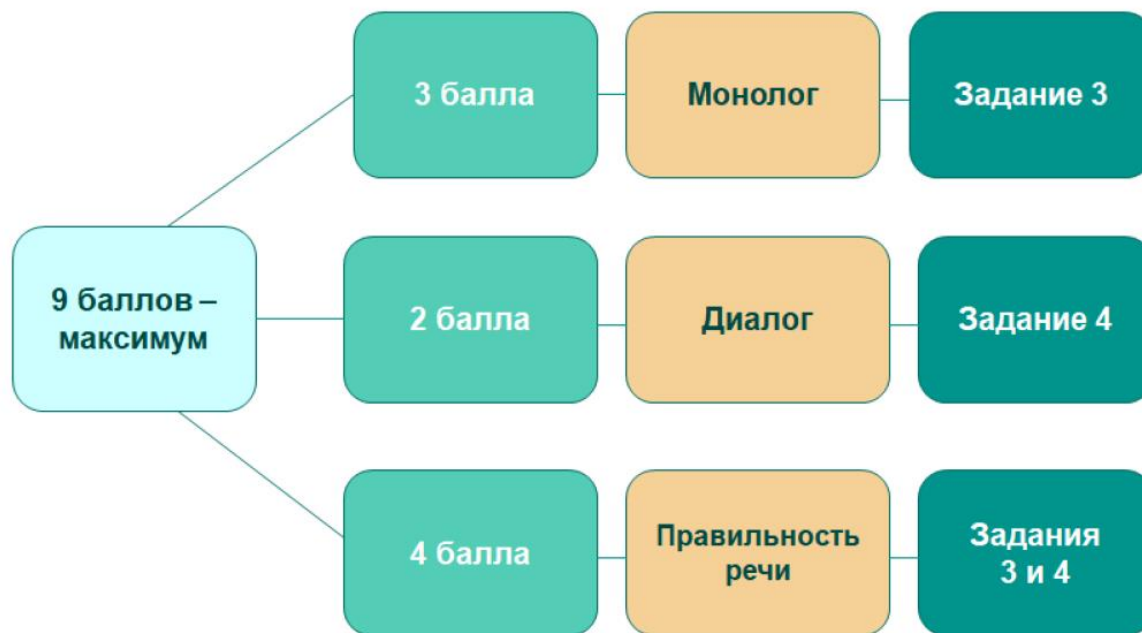 3 балла
Монолог
Задание 3
9 баллов –
максимум
2 балла
Диалог
Задание 4
4 балла
Правильность
речи
Задания
3 и 4